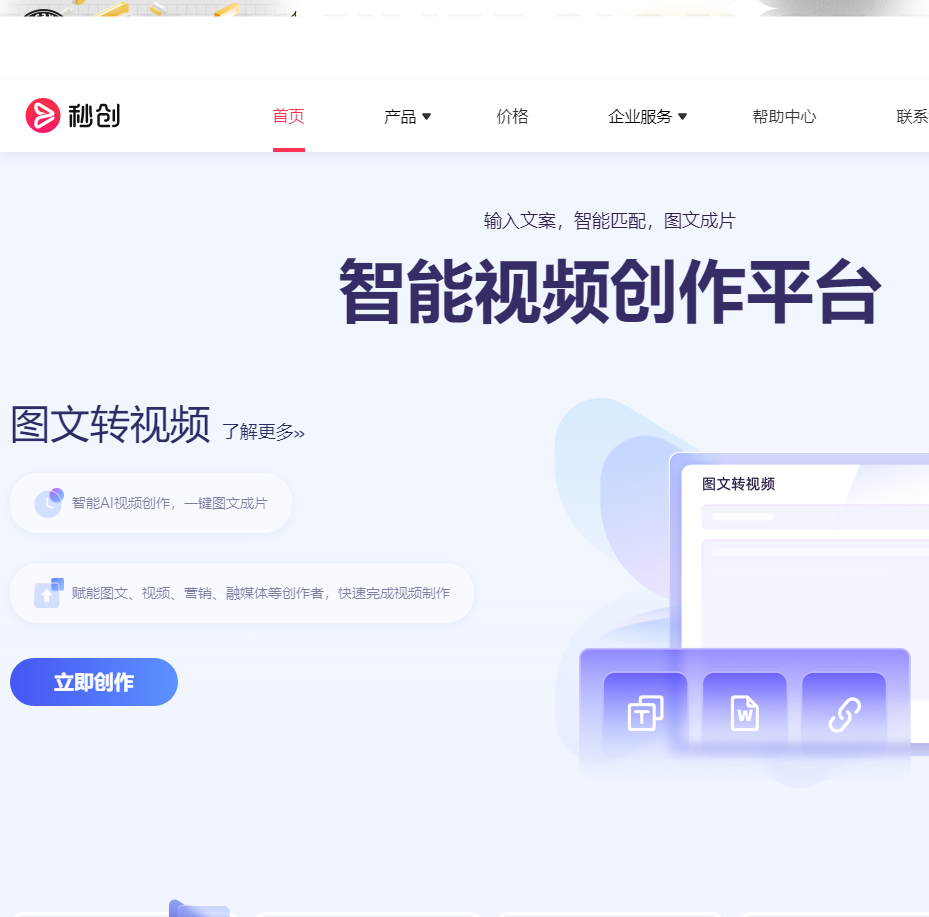 秒创
首页 产品 价格 企业服务 帮助中心 联系
输入文案，智能匹配，图文成片
智能视频创作平台
图文转视频 了解更多»
智能AI视频创作，一键图文成片
赋能图文、视频、营销、融媒体等创作者，快速完成视频制作
立即创作
图文转视频
T W